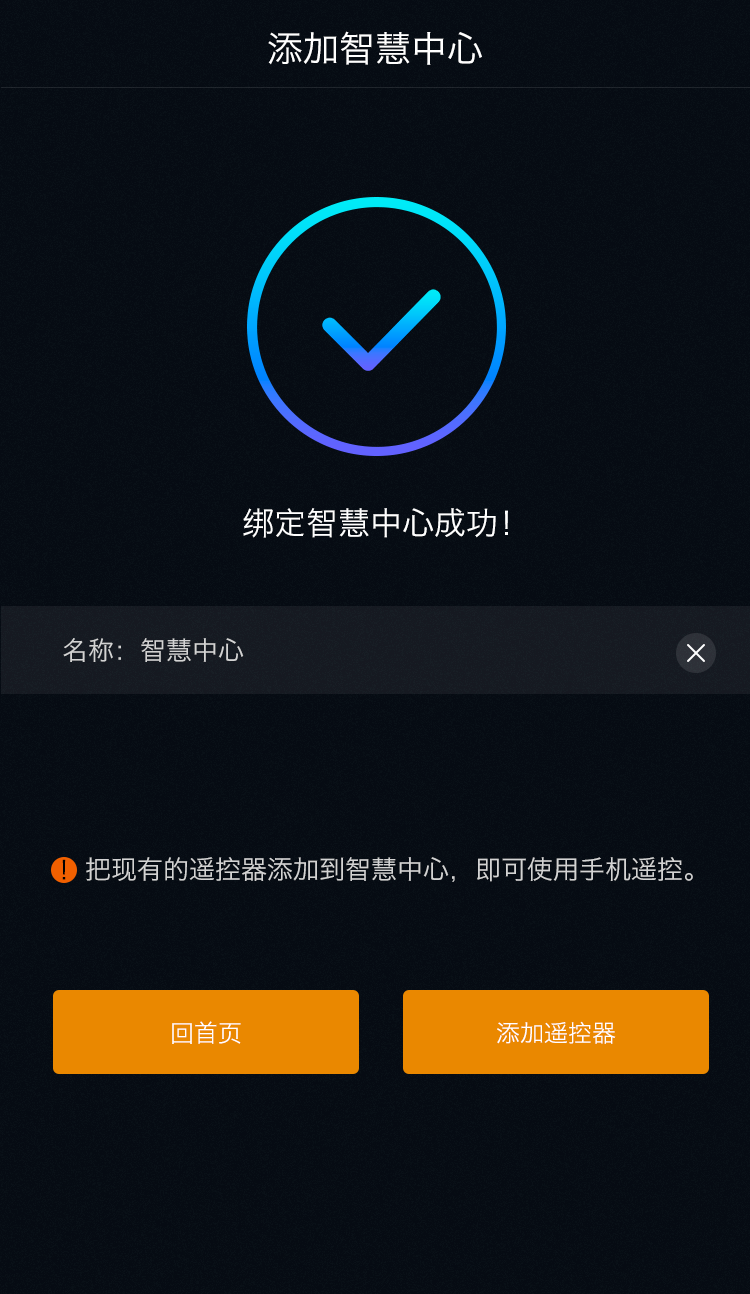 添加智慧中心
绑定智慧中心成功！
名称：智慧中心
把现有的遥控器添加到智慧中心，即可使用手机遥控。
回首页
添加遥控器